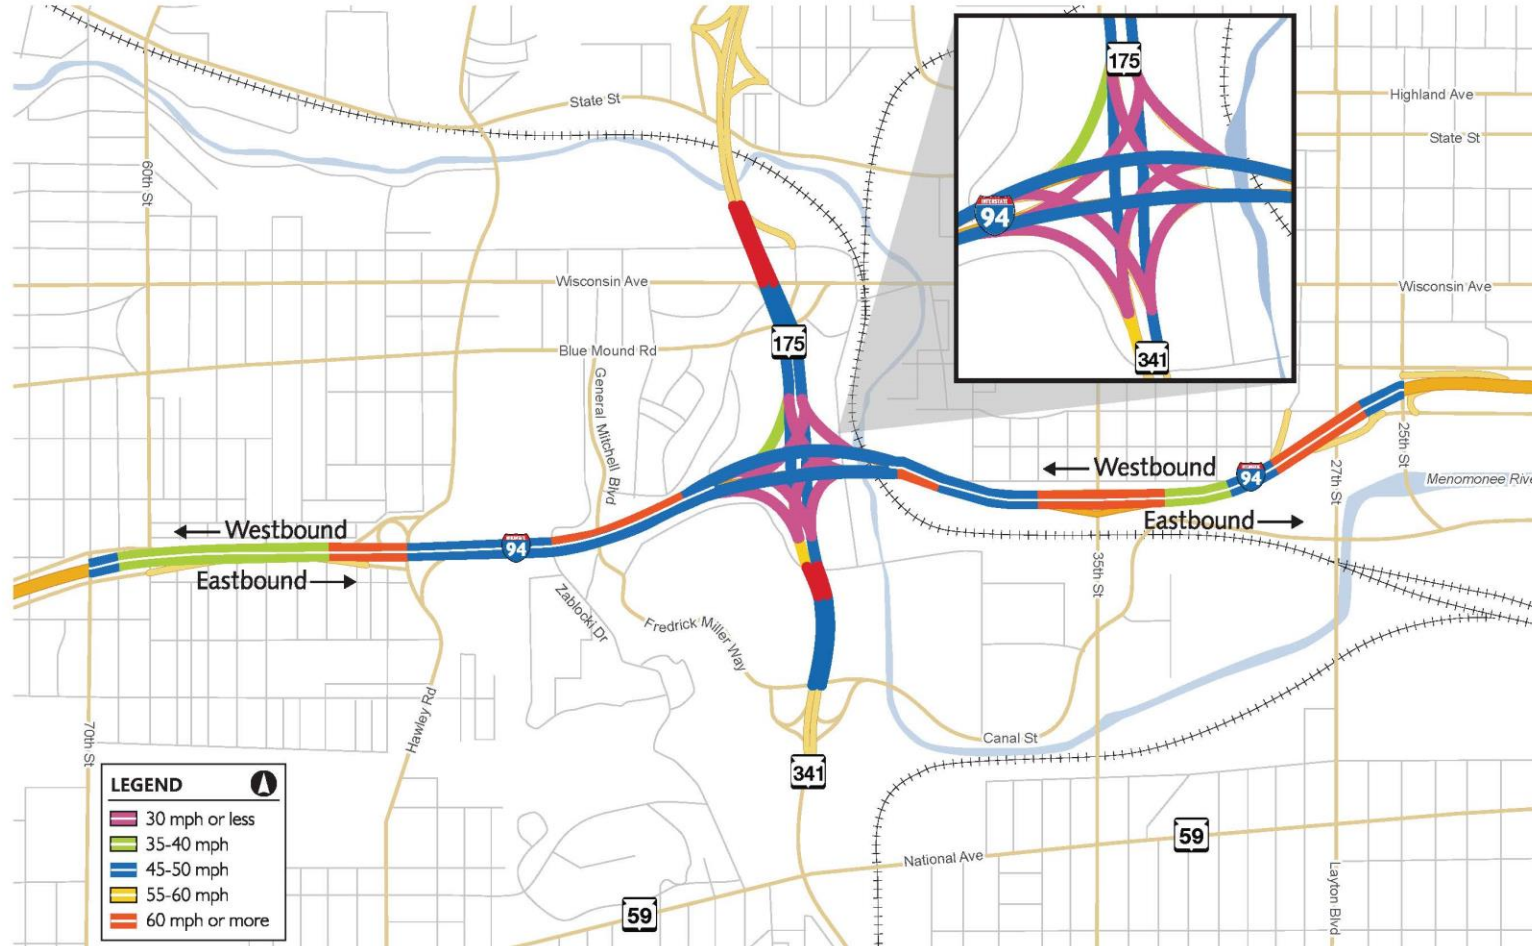 175
INTERSTATE
94
341
State St
Highland Ave
State St
60th St
Wisconsin Ave
Wisconsin Ave
175
Blue Mound Rd
General Mitchell Blvd
25th St
Westbound
94
27th St
Menomonee Rive
Westbound
Eastbound
94
35th St
Eastbound
Zablocki Dr
Fredrick Miller Way
Hawley Rd
70th St
Canal St
341
LEGEND
30 mph or less
35-40 mph
45-50 mph
55-60 mph
60 mph or more
59
National Ave
Layton Blvd
59